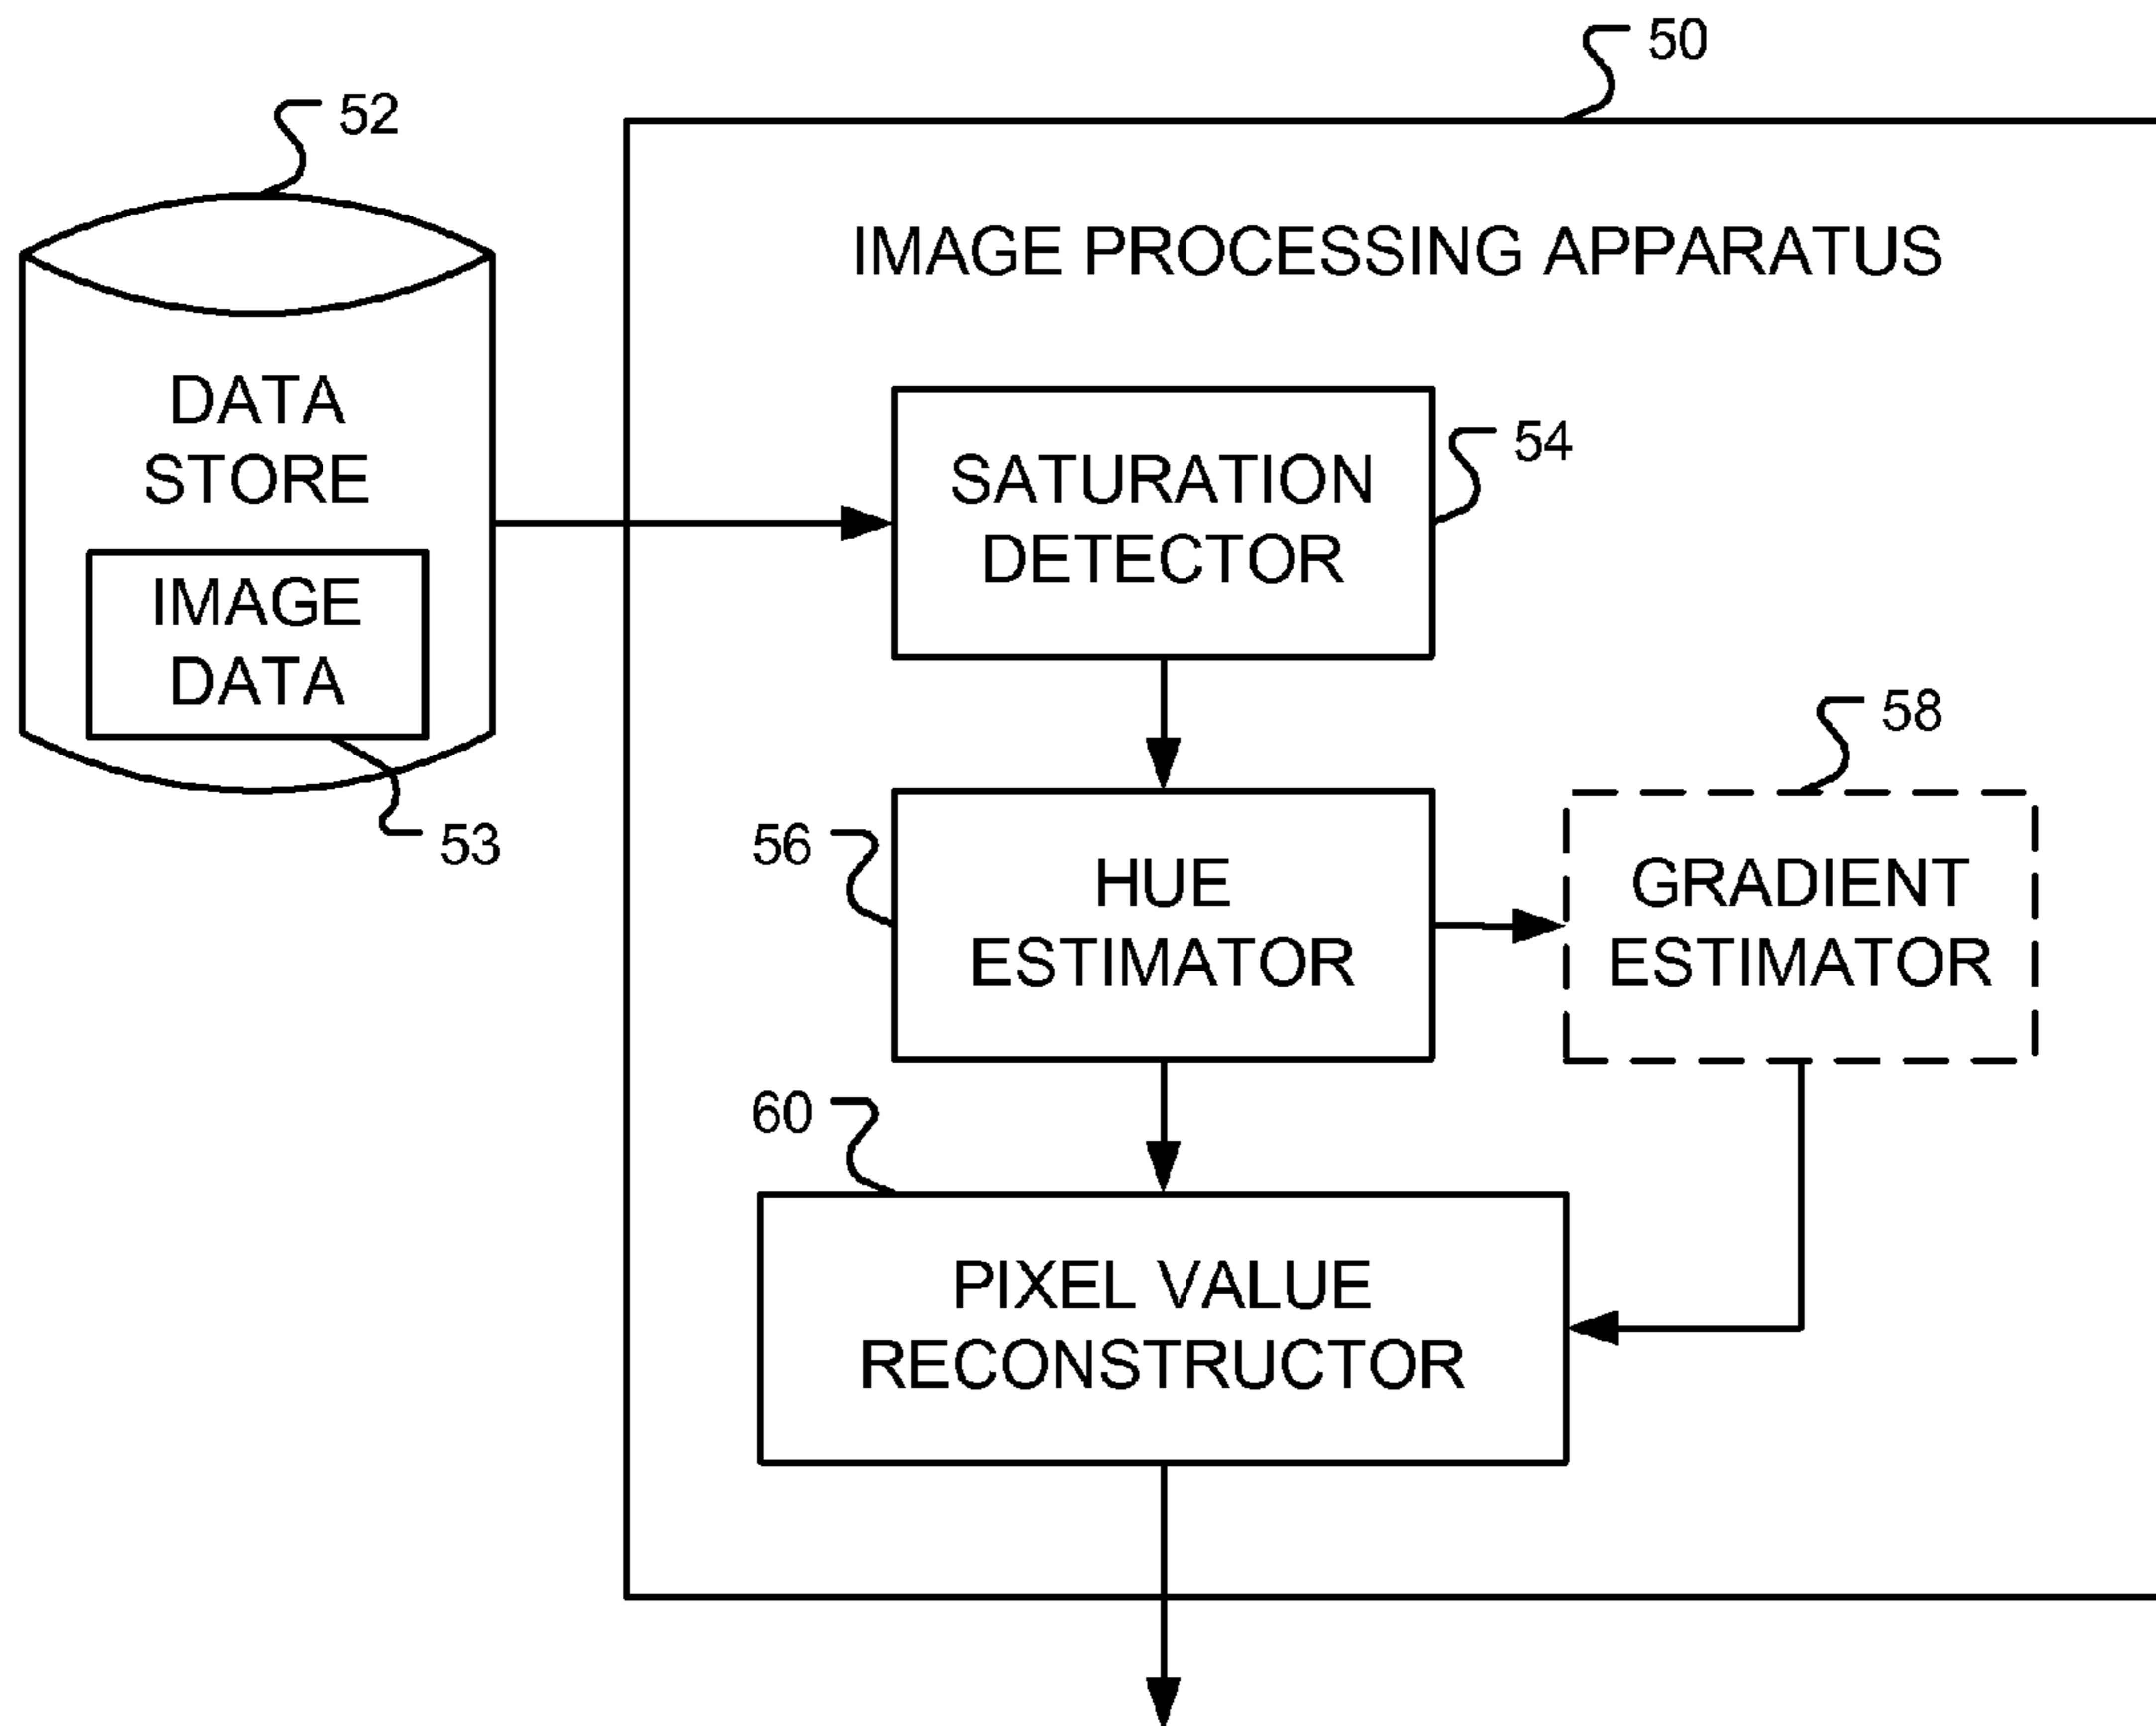 50
52
IMAGE PROCESSING APPARATUS
DATA
STORE
IMAGE
DATA
53
SATURATION
DETECTOR
54
56
HUE
ESTIMATOR
58
GRADIENT
ESTIMATOR
60
PIXEL VALUE
RECONSTRUCTOR